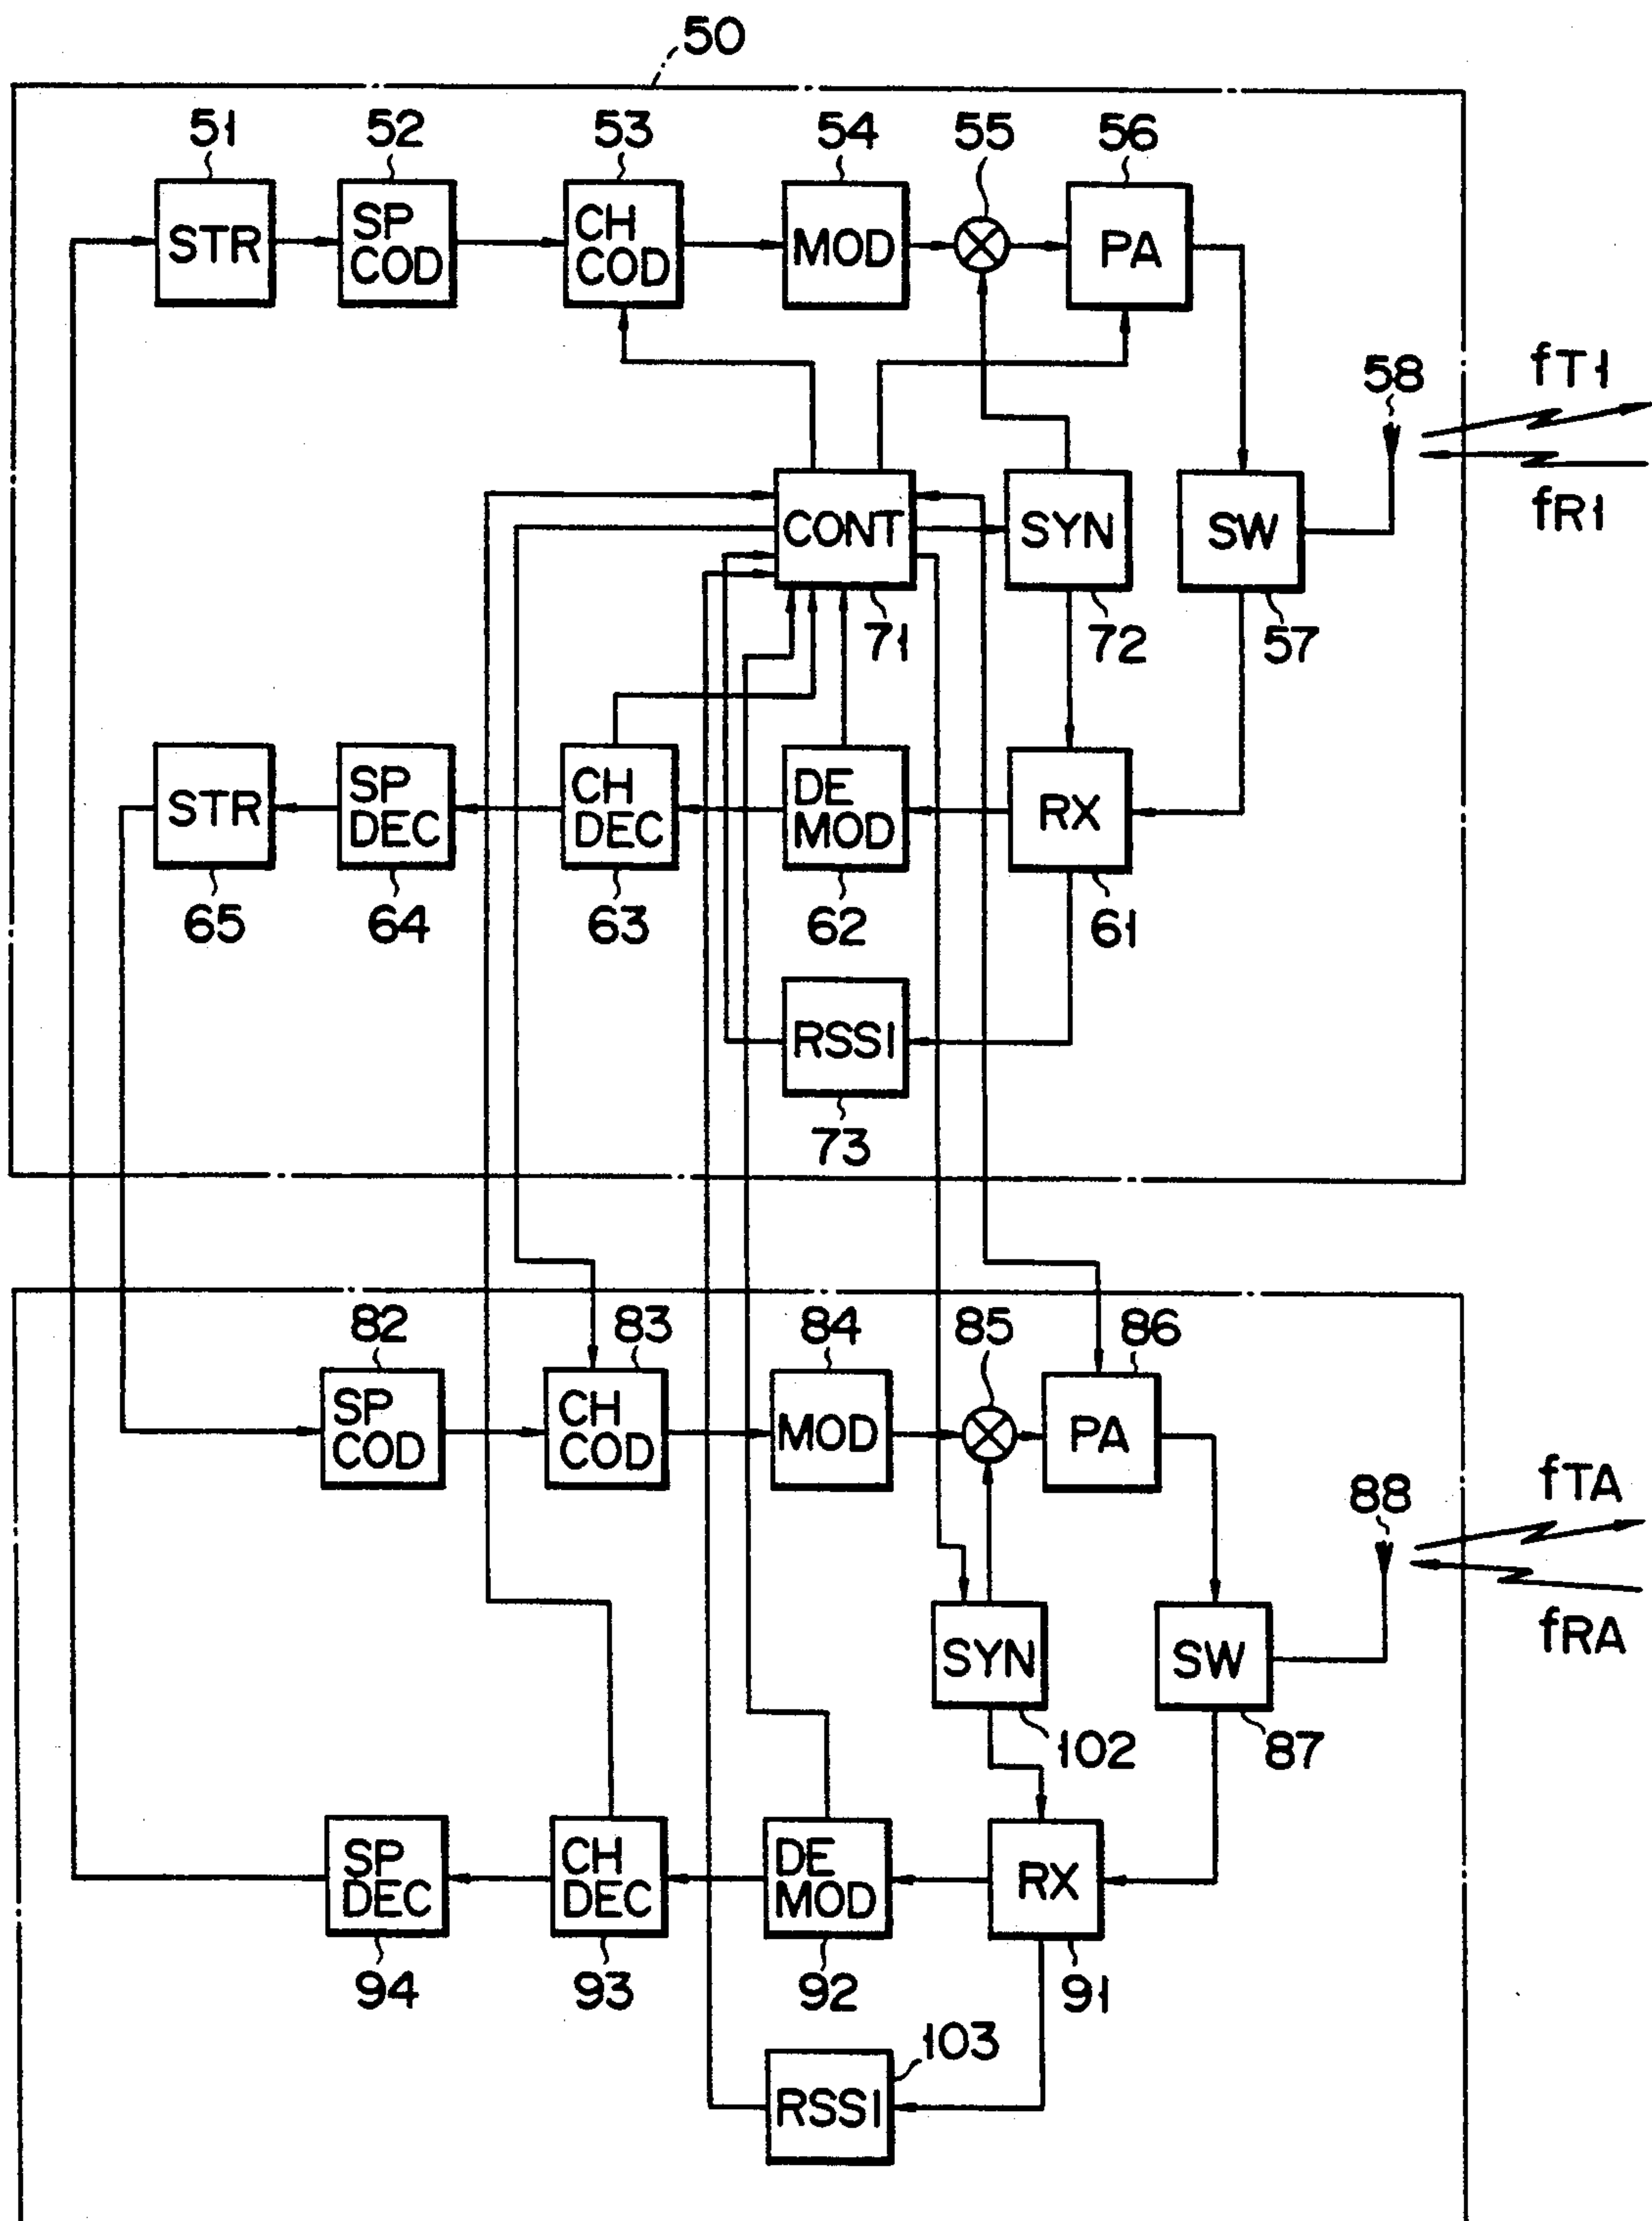 50
51 52 53 54 55 56
STR
SP
COD
CH
COD
MOD
PA
58
fT1
fR1
CONT
SYN
SW
71
72
57
STR
SP
DEC
CH
DEC
DE
MOD
RX
65
64
63
62
61
RSSI
73
82 83 84 85 86
SP
COD
CH
COD
MOD
PA
88
fTA
fRA
SYN
SW
102
87
SP
DEC
CH
DEC
DE
MOD
RX
94
93
92
91
103
RSSI